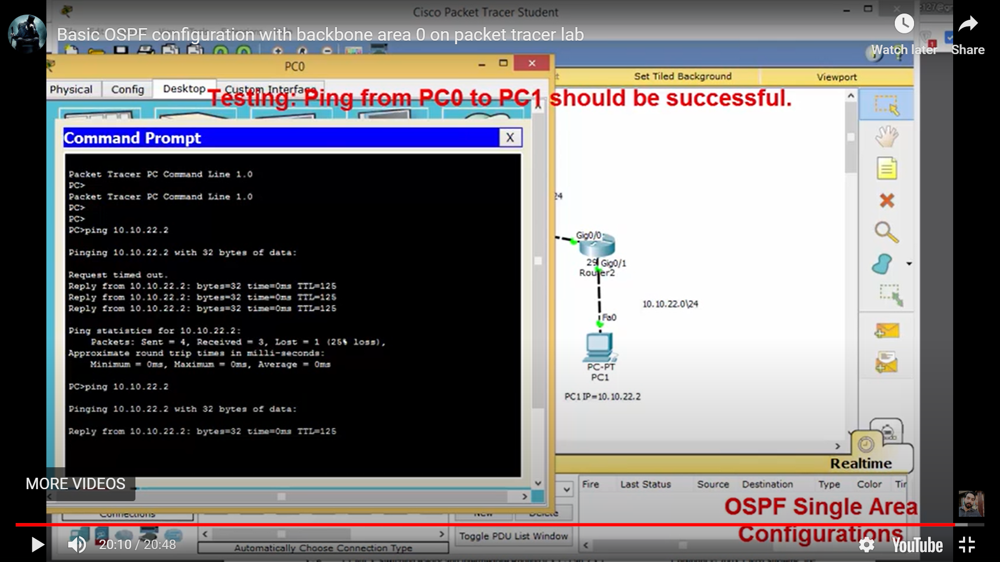 Cisco Packet Tracer Student
Basic OSPF configuration with backbone area 0 on packet tracer lab
Watch later
Share
PC0
Set Tiled Background
Viewport
Physical
Config
Desktop
Custom Interface
Testing: Ping from PC0 to PC1 should be successful.
Command Prompt
X
Packet Tracer PC Command Line 1.0
PC>
Packet Tracer PC Command Line 1.0
PC>
PC>
PC>ping 10.10.22.2
Pinging 10.10.22.2 with 32 bytes of data:
Request timed out.
Reply from 10.10.22.2: bytes=32 time=0ms TTL=125
Reply from 10.10.22.2: bytes=32 time=0ms TTL=125
Reply from 10.10.22.2: bytes=32 time=0ms TTL=125
Ping statistics for 10.10.22.2:
Packets: Sent = 4, Received = 3, Lost = 1 (25% loss),
Approximate round trip times in milli-seconds:
Minimum = 0ms, Maximum = 0ms, Average = 0ms
PC>ping 10.10.22.2
Pinging 10.10.22.2 with 32 bytes of data:
Reply from 10.10.22.2: bytes=32 time=0ms TTL=125
24
Gig0/0
29
Gig0/1
Router2
10.10.22.0\24
Fa0
PC-PT
PC1
PC1 IP=10.10.22.2
Realtime
MORE VIDEOS
Fire
Last Status
Source
Destination
Type
Color
OSPF Single Area
Configurations
Connections
New
Delete
Toggle PDU List Window
Automatically Choose Connection Type
20:10 / 20:48
YouTube